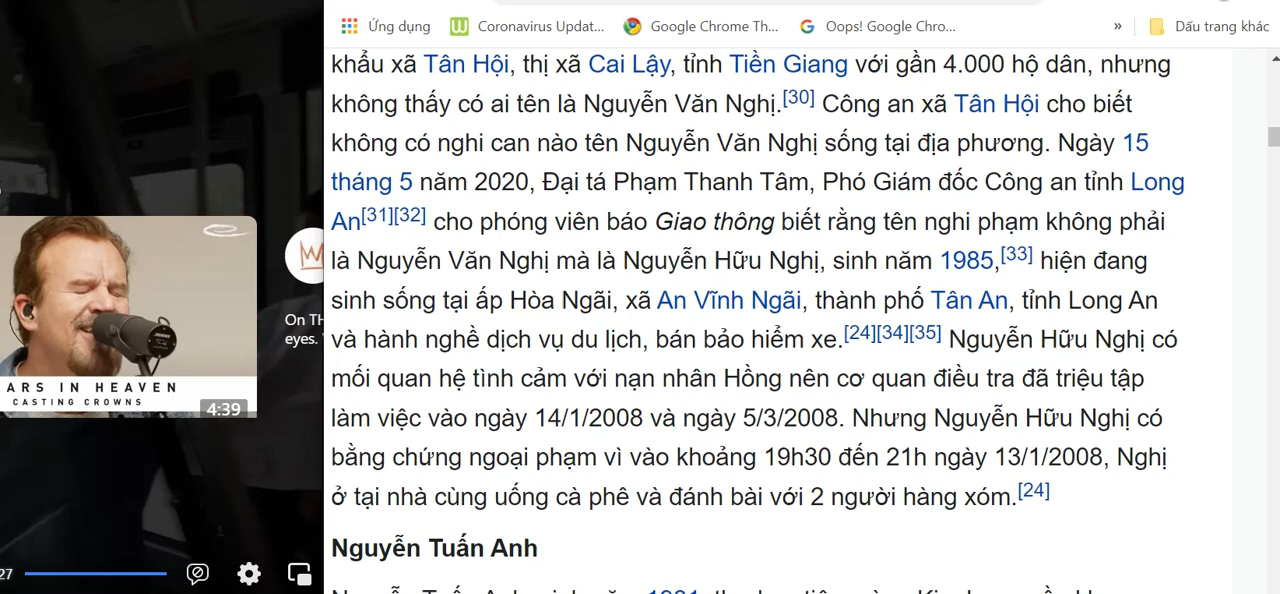 Ứng dụng
Coronavirus Updat...
Google Chrome Th...
Oops! Google Chro...
»
Dấu trang khác
khẩu xã Tân Hội, thị xã Cai Lậy, tỉnh Tiền Giang với gần 4.000 hộ dân, nhưng
không thấy có ai tên là Nguyễn Văn Nghị.[30] Công an xã Tân Hội cho biết
không có nghi can nào tên Nguyễn Văn Nghị sống tại địa phương. Ngày 15
tháng 5 năm 2020, Đại tá Phạm Thanh Tâm, Phó Giám đốc Công an tỉnh Long
An[31][32] cho phóng viên báo Giao thông biết rằng tên nghi phạm không phải
là Nguyễn Văn Nghị mà là Nguyễn Hữu Nghị, sinh năm 1985,[33] hiện đang
sinh sống tại ấp Hòa Ngãi, xã An Vĩnh Ngãi, thành phố Tân An, tỉnh Long An
và hành nghề dịch vụ du lịch, bán bảo hiểm xe.[24][34][35] Nguyễn Hữu Nghị có
mối quan hệ tình cảm với nạn nhân Hồng nên cơ quan điều tra đã triệu tập
làm việc vào ngày 14/1/2008 và ngày 5/3/2008. Nhưng Nguyễn Hữu Nghị có
bằng chứng ngoại phạm vì vào khoảng 19h30 đến 21h ngày 13/1/2008, Nghị
ở tại nhà cùng uống cà phê và đánh bài với 2 người hàng xóm.[24]
Nguyễn Tuấn Anh
ARS IN HEAVEN
CASTING CROWNS
4:39
On TH
eyes.
27